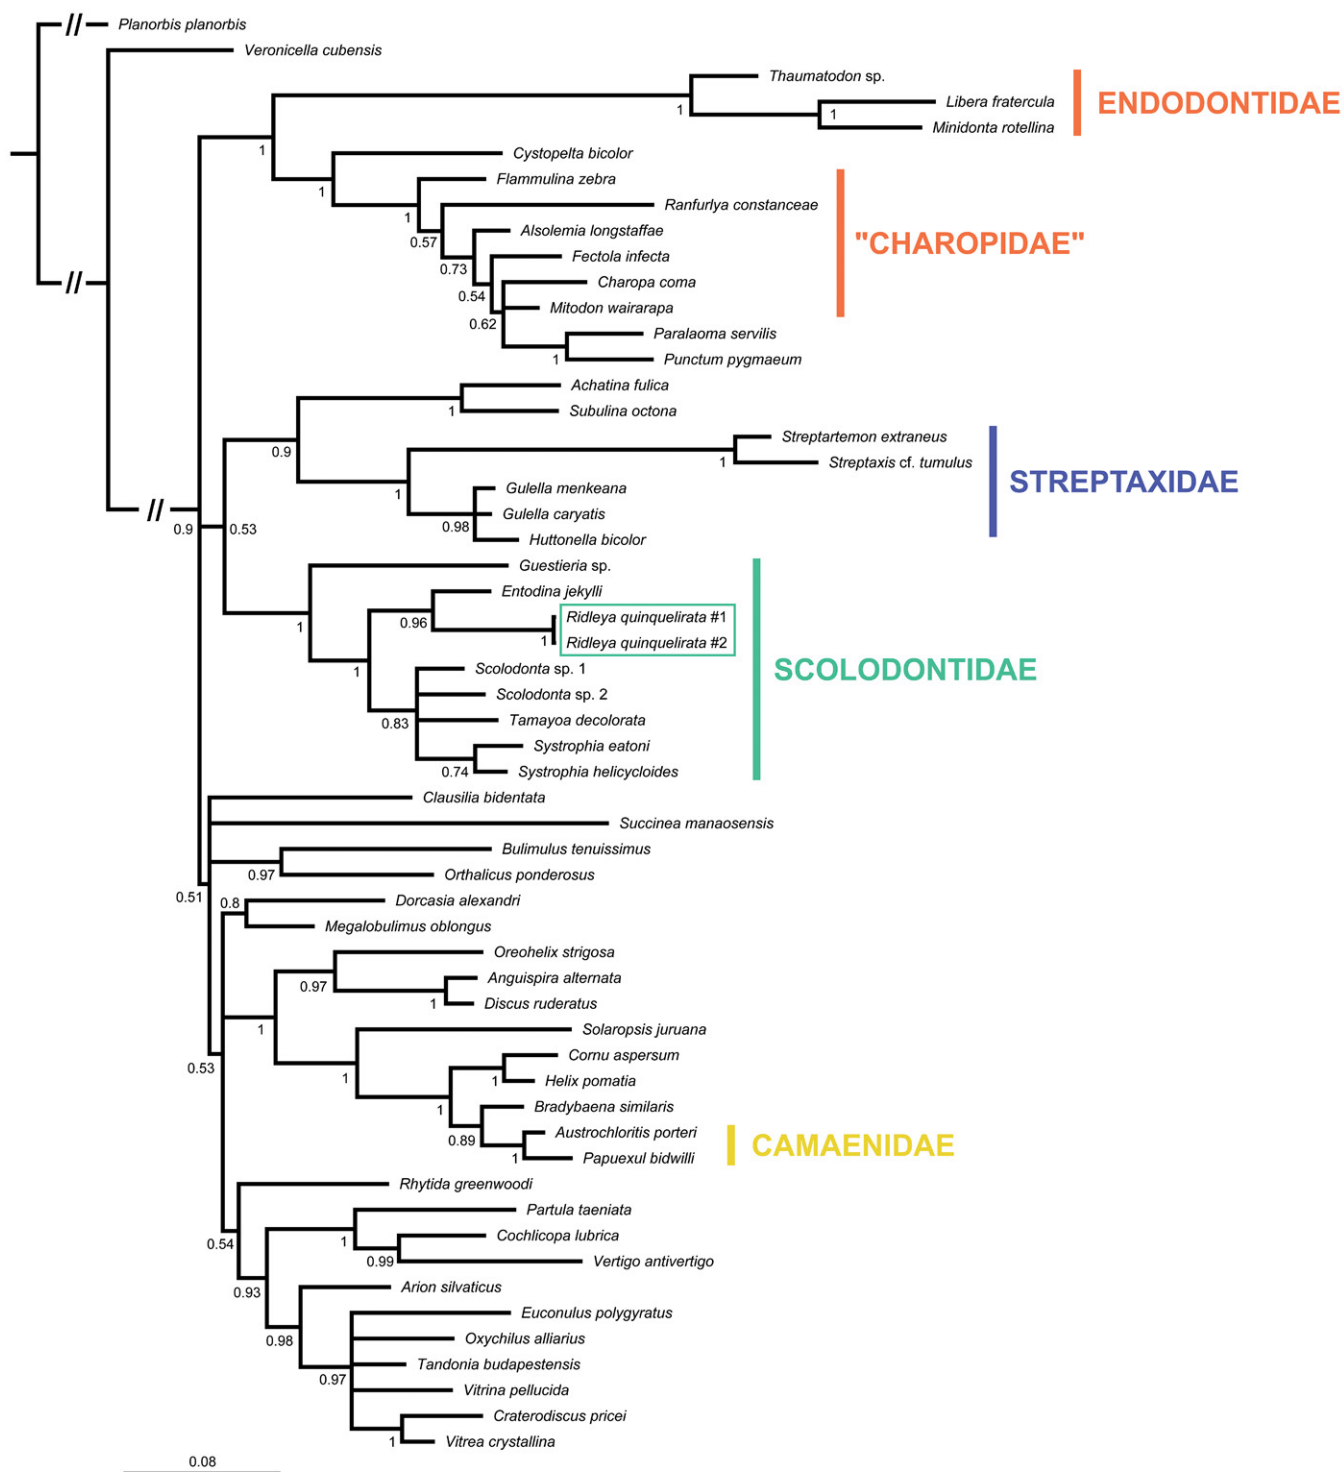 Planorbis planorbis
Veronicella cubensis
Thaumatodon sp.
Libera fratercula
1
1
ENDODONTIDAE
Minidonta rotellina
1
Cystopelta bicolor
Flammulina zebra
1
Ranfurlya constanceae
1
Alsolemia longstaffae
0.57
"CHAROPIDAE"
Fectola infecta
0.73
Charopa coma
0.54
Mitodon wairarapa
0.62
Paralaoma servilis
1
Punctum pygmaeum
Achatina fulica
1
Subulina octona
Streptartemon extraneus
0.9
1
Streptaxis cf. tumulus
STREPTAXIDAE
Gulella menkeana
1
Gulella caryatis
0.98
0.9
0.53
Huttonella bicolor
Guestieria sp.
Entodina jekylli
Ridleya quinquelirata #1
0.96
1
1
Ridleya quinquelirata #2
Scolodonta sp. 1
1
SCOLODONTIDAE
Scolodonta sp. 2
Tamayoa decolorata
0.83
Systrophia eatoni
0.74
Systrophia helicycloides
Clausilia bidentata
Succinea manaosensis
Bulimulus tenuissimus
0.97
Orthalicus ponderosus
0.51
0.8
Dorcasia alexandri
Megalobulimus oblongus
Oreohelix strigosa
Anguispira alternata
0.97
1
Discus ruderatus
1
Solaropsis juruana
Cornu aspersum
0.53
1
1
Helix pomatia
1
Bradybaena similaris
Austrochloritis porteri
0.89
CAMAENIDAE
1
Papuexul bidwilli
Rhytida greenwoodi
Partula taeniata
0.54
1
Cochlicopa lubrica
0.99
Vertigo antivertigo
Arion silvaticus
0.93
Euconulus polygyratus
0.98
Oxychilus alliarius
Tandonia budapestensis
0.97
Vitrina pellucida
Craterodiscus pricei
1
Vitrea crystallina
0.08